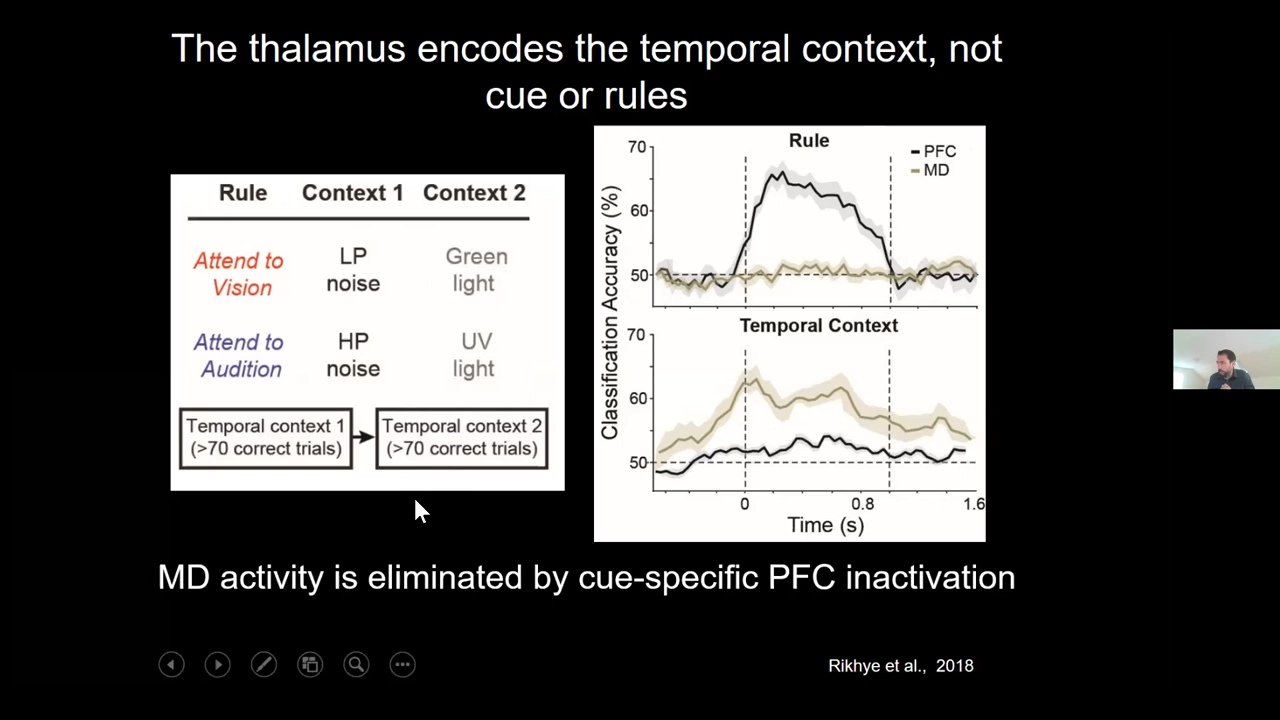 The thalamus encodes the temporal context, not
cue or rules
Rule Context 1 Context 2
Attend to Vision LP noise Green light
Attend to Audition HP noise UV light
Temporal context 1 (>70 correct trials)
Temporal context 2 (>70 correct trials)
Rule
PFC
MD
70
60
50
Classification Accuracy (%)
Temporal Context
70
60
50
0 0.8 1.6
Time (s)
MD activity is eliminated by cue-specific PFC inactivation
Rikhye et al., 2018